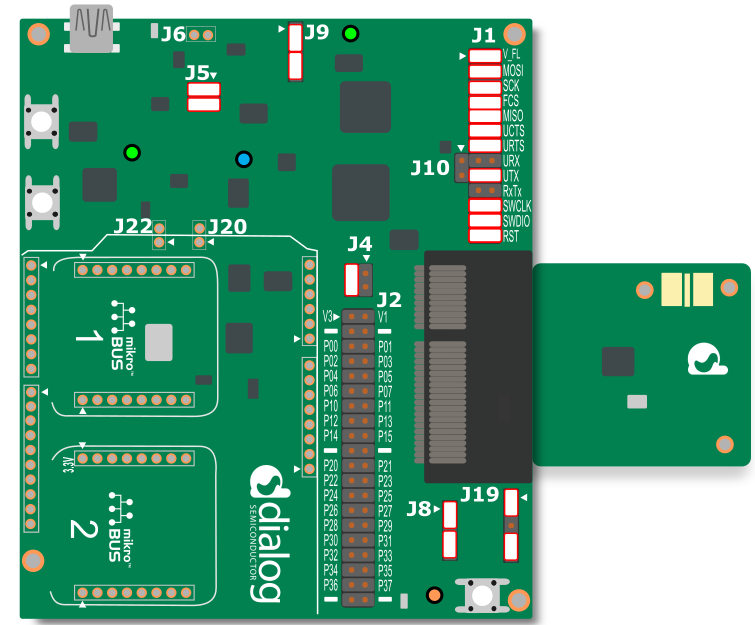 J6
J9
J1
J5
V_FL
MOSI
SCK
FCS
MISO
UCTS
URTS
URX
UTX
RxTx
SWCLK
SWDIO
RST
J10
J22
J20
J4
J2
V3 V1
P00 P01
P02 P03
P04 P05
P06 P07
P10 P11
P12 P13
P14 P15
P20 P21
P22 P23
P24 P25
P26 P27
P28 P29
P30 P31
P32 P33
P34 P35
P36 P37
1
mikro™
BUS
3.3V
2
mikro™
BUS
dialog
SEMICONDUCTOR
J8
J19